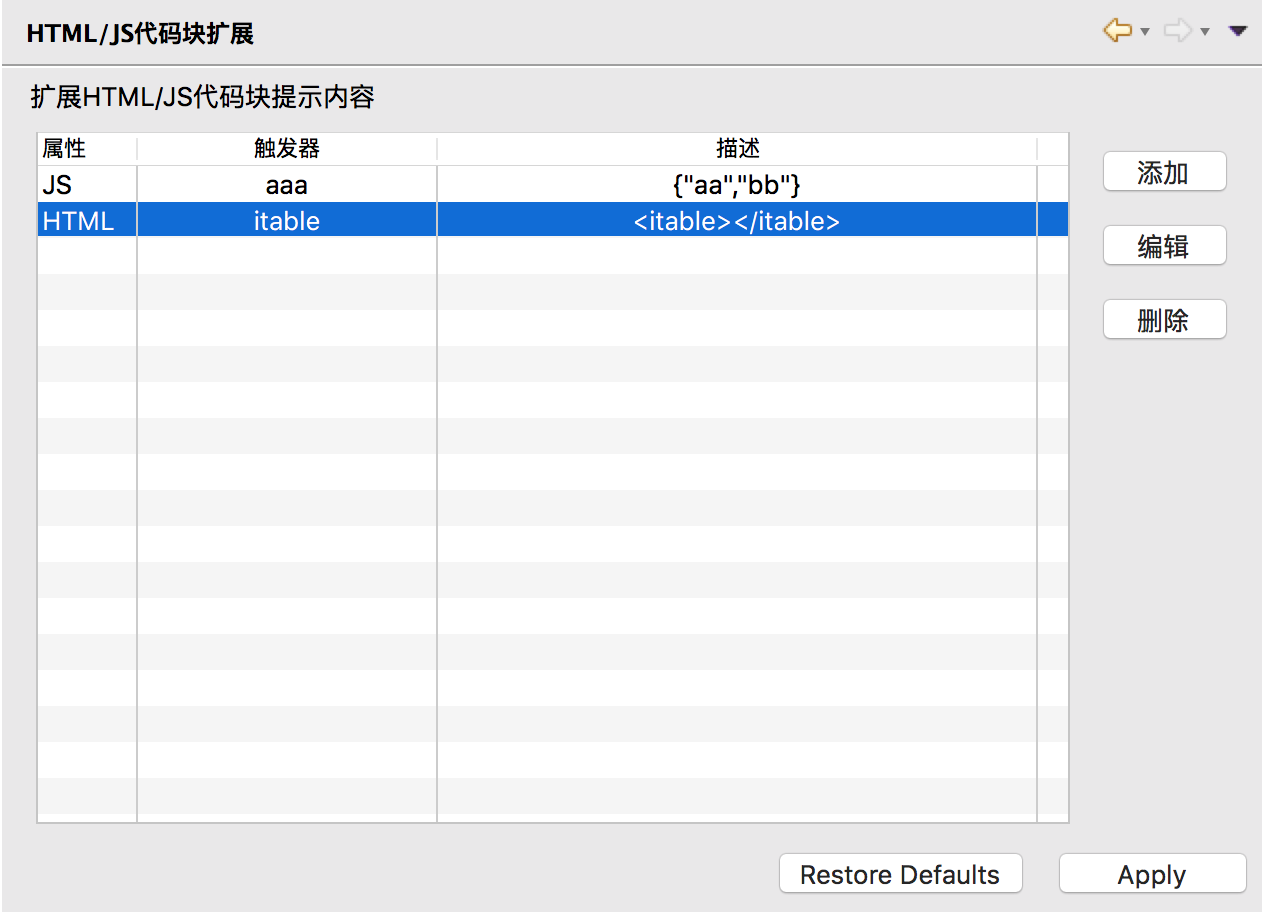 HTML/JS代码块扩展
扩展HTML/JS代码块提示内容
属性 触发器 描述
JS aaa {"aa","bb"}
HTML itable <itable></itable>
添加
编辑
删除
Restore Defaults Apply